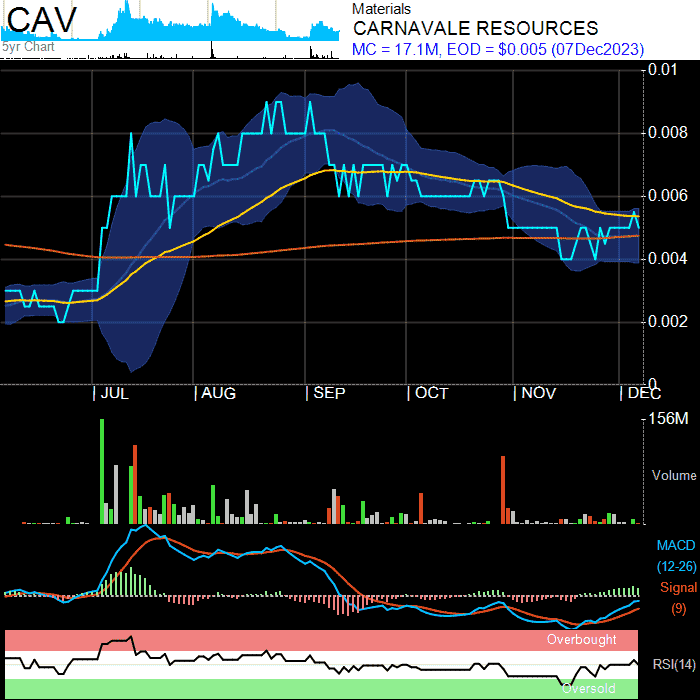 CAV
5yr Chart
Materials
CARNAVALE RESOURCES
MC = 17.1M, EOD = $0.005 (07Dec2023)
0.01
0.008
0.006
0.004
0.002
0
JUL AUG SEP OCT NOV DEC
156M
Volume
MACD
(12-26)
Signal
(9)
Overbought
RSI(14)
Oversold